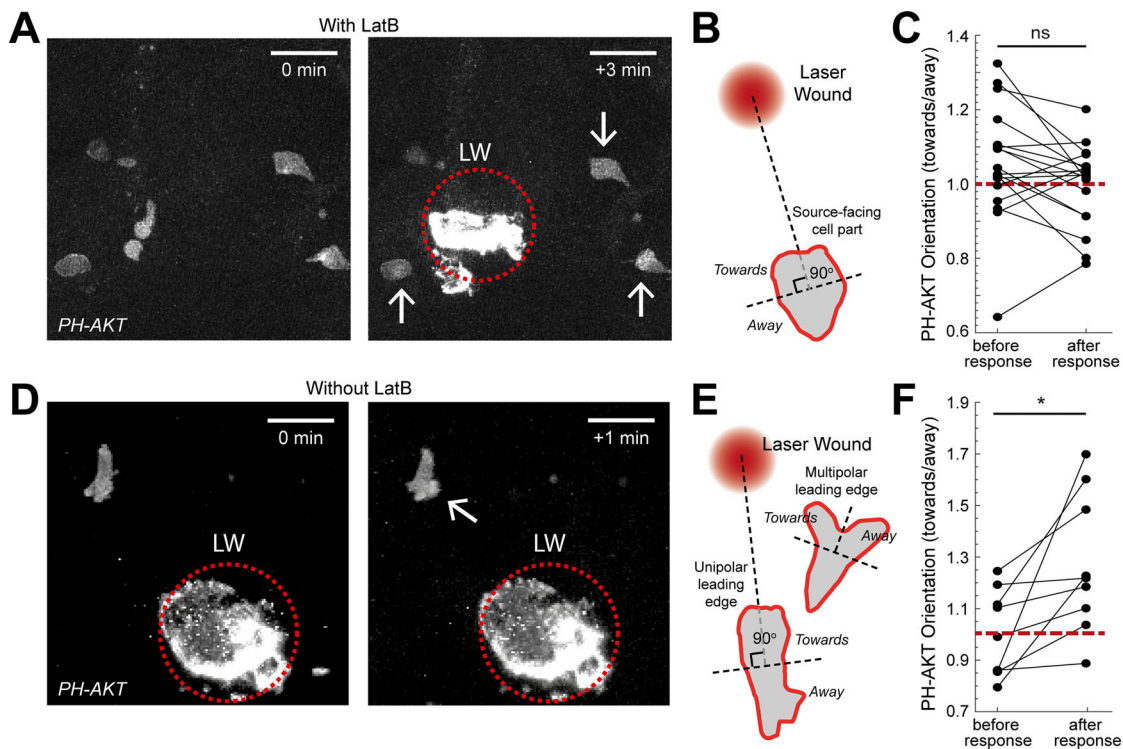 A
With LatB
0 min
PH-AKT
+3 min
LW
B
Laser
Wound
Source-facing
cell part
Towards
90°
Away
C
ns
PH-AKT Orientation (towards/away)
1.4
1.2
1.0
0.8
0.6
before
response
after
response
D
Without LatB
0 min
LW
PH-AKT
+1 min
LW
E
Laser Wound
Multipolar
leading edge
Towards
Away
Unipolar
leading
edge
90°
Towards
Away
F
*
PH-AKT Orientation (towards/away)
1.9
1.7
1.5
1.3
1.1
0.9
0.7
before
response
after
response